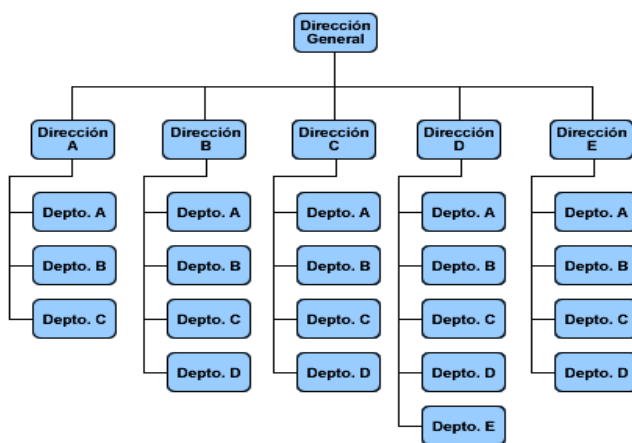 Dirección
General
Dirección
A
Dirección
B
Dirección
C
Dirección
D
Dirección
E
Depto. A
Depto. A
Depto. A
Depto. A
Depto. A
Depto. B
Depto. B
Depto. B
Depto. B
Depto. B
Depto. C
Depto. C
Depto. C
Depto. C
Depto. C
Depto. D
Depto. D
Depto. D
Depto. D
Depto. E